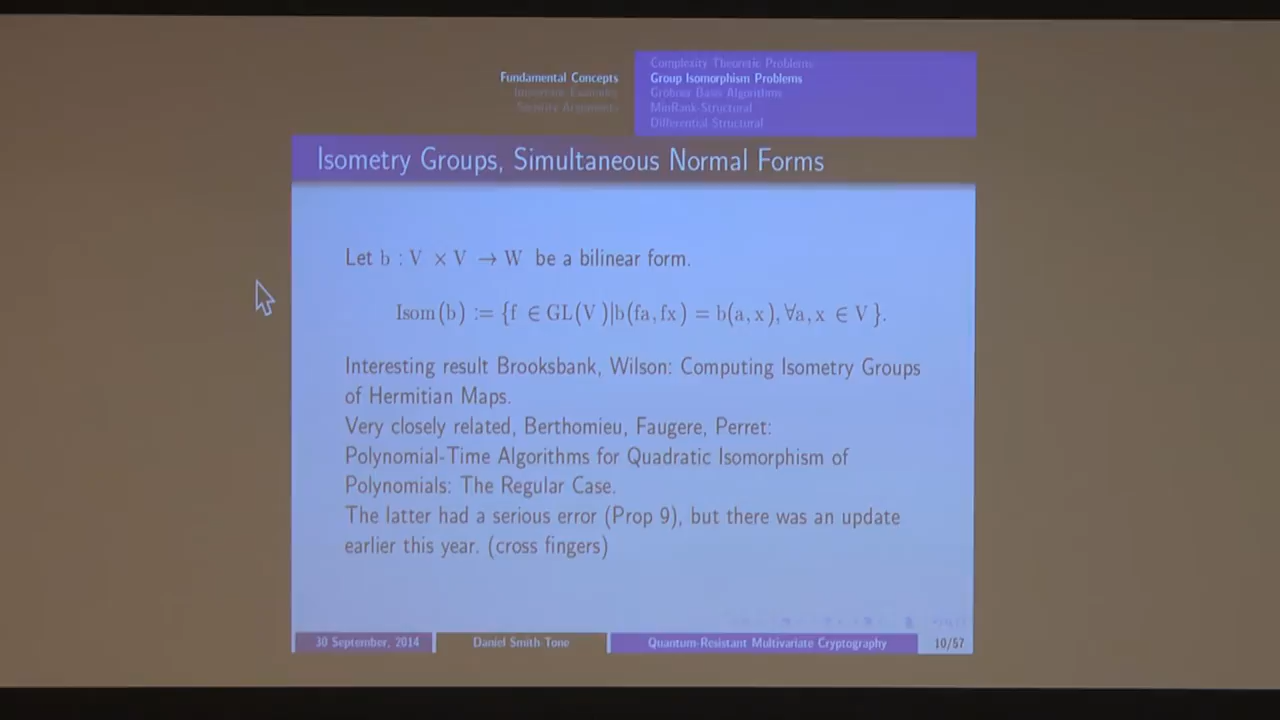 Fundamental Concepts
Important Examples
Security Arguments
Complexity Theoretic Problems
Group Isomorphism Problems
Gröbner Basis Algorithms
MinRank-Structural
Differential Structural
Isometry Groups, Simultaneous Normal Forms
Let b : V × V → W be a bilinear form.
Isom(b) := {f ∈ GL(V)|b(fa, fx) = b(a, x), ∀a, x ∈ V}.
Interesting result Brooksbank, Wilson: Computing Isometry Groups
of Hermitian Maps.
Very closely related, Berthomieu, Faugere, Perret:
Polynomial-Time Algorithms for Quadratic Isomorphism of
Polynomials: The Regular Case.
The latter had a serious error (Prop 9), but there was an update
earlier this year. (cross fingers)
30 September, 2014
Daniel Smith-Tone
Quantum-Resistant Multivariate Cryptography
10/57